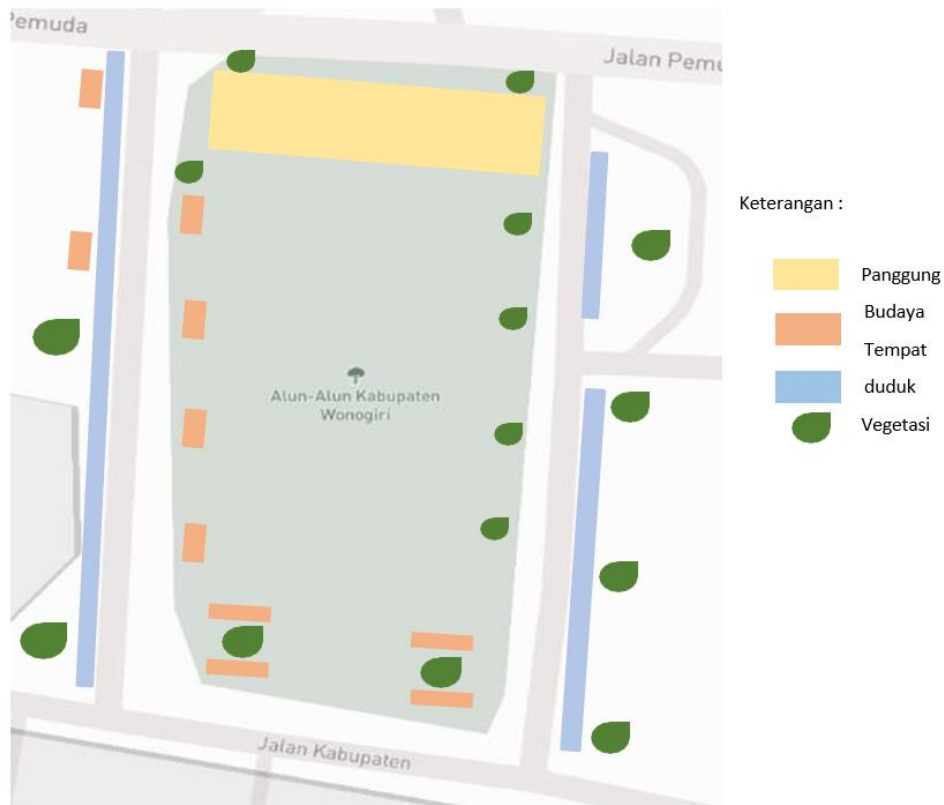 Pemuda
Jalan Pemu
Alun-Alun Kabupaten
Wonogiri
Jalan Kabupaten
Keterangan :
Panggung
Budaya
Tempat
duduk
Vegetasi